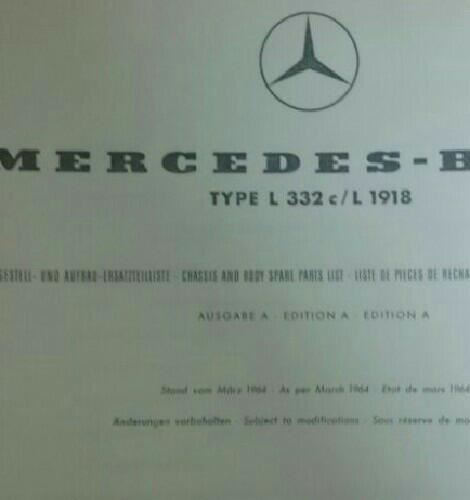 MERCEDES-B
TYPE L 332 c/L 1918
GESTELL- UND AUFBAU-ERSATZTEILLISTE · CHASSIS AND BODY SPARE PARTS LIST · LISTE DE PIECES DE RECHA
AUSGABE A · EDITION A · EDITION A
Stand vom März 1964 · As per March 1964 · Etat de mars 1964
Änderungen vorbehalten · Subject to modifications · Sous réserve de mo